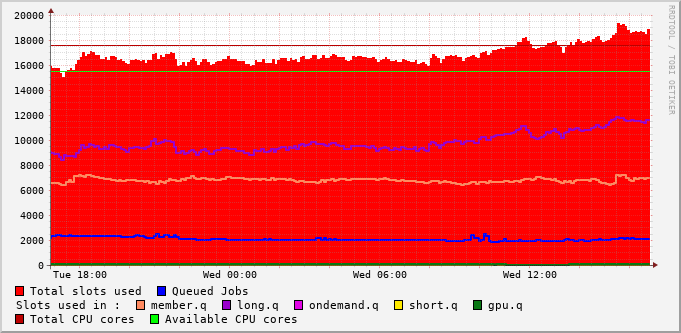 RRDTOOL / TOBI OETIKER
20000
18000
16000
14000
12000
10000
8000
6000
4000
2000
0
Tue 18:00 Wed 00:00 Wed 06:00 Wed 12:00
Total slots used Queued Jobs
Slots used in : member.q long.q ondemand.q short.q gpu.q
Total CPU cores Available CPU cores